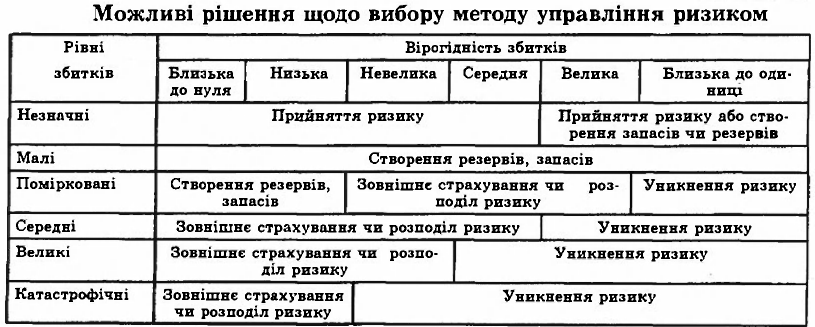 Можливі рішення щодо вибору методу управління ризиком
Рівні
збитків
Вірогідність збитків
Близька
до нуля
Низька
Невелика
Середня
Велика
Близька до оди-
ниці
Незначні
Прийняття ризику
Прийняття ризику або ство-
рення запасів чи резервів
Малі
Створення резервів, запасів
Помірковані
Створення резервів,
запасів
Зовнішнє страхування чи роз-
поділ ризику
Уникнення ризику
Середні
Зовнішнє страхування чи розподіл ризику
Уникнення ризику
Великі
Зовнішнє страхування чи розпо-
діл ризику
Уникнення ризику
Катастрофічні
Зовнішнє страхування
чи розподіл ризику
Уникнення ризику